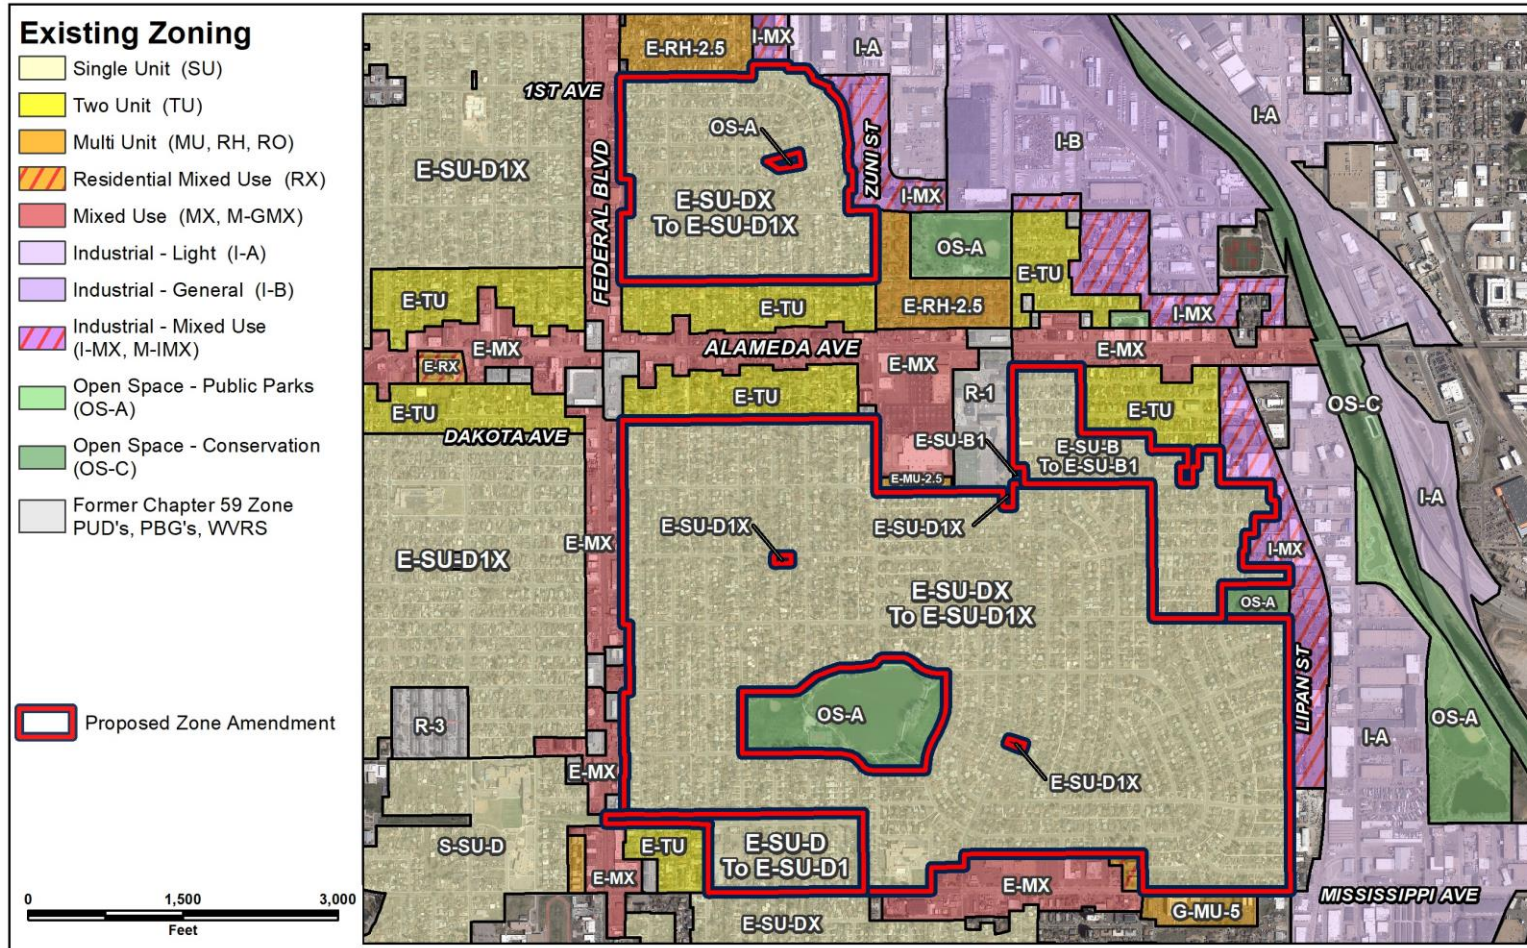 Existing Zoning
Single Unit (SU)
Two Unit (TU)
Multi Unit (MU, RH, RO)
Residential Mixed Use (RX)
Mixed Use (MX, M-GMX)
Industrial - Light (I-A)
Industrial - General (I-B)
Industrial - Mixed Use
(I-MX, M-IMX)
Open Space - Public Parks
(OS-A)
Open Space - Conservation
(OS-C)
Former Chapter 59 Zone
PUD's, PBG's, WVRS
Proposed Zone Amendment
0 1,500 3,000
Feet
E-RH-2.5
I-MX
I-A
1ST AVE
OS-A
I-B
I-A
E-SU-D1X
FEDERAL BLVD
ZUNI ST
E-SU-DX
To E-SU-D1X
I-MX
OS-A
E-TU
E-TU
E-TU
E-RH-2.5
I-MX
E-MX
ALAMEDA AVE
E-MX
E-MX
E-RX
R-1
OS-C
E-TU
E-TU
E-TU
DAKOTA AVE
E-SU-B1
E-SU-B
To E-SU-B1
E-MU-2.5
I-A
E-SU-D1X
E-SU-D1X
E-MX
I-MX
E-SU-D1X
E-SU-DX
To E-SU-D1X
OS-A
LIPAN ST
OS-A
OS-A
R-3
I-A
E-MX
E-SU-D1X
S-SU-D
E-TU
E-SU-D
To E-SU-D1
E-MX
E-MX
MISSISSIPPI AVE
G-MU-5
E-SU-DX